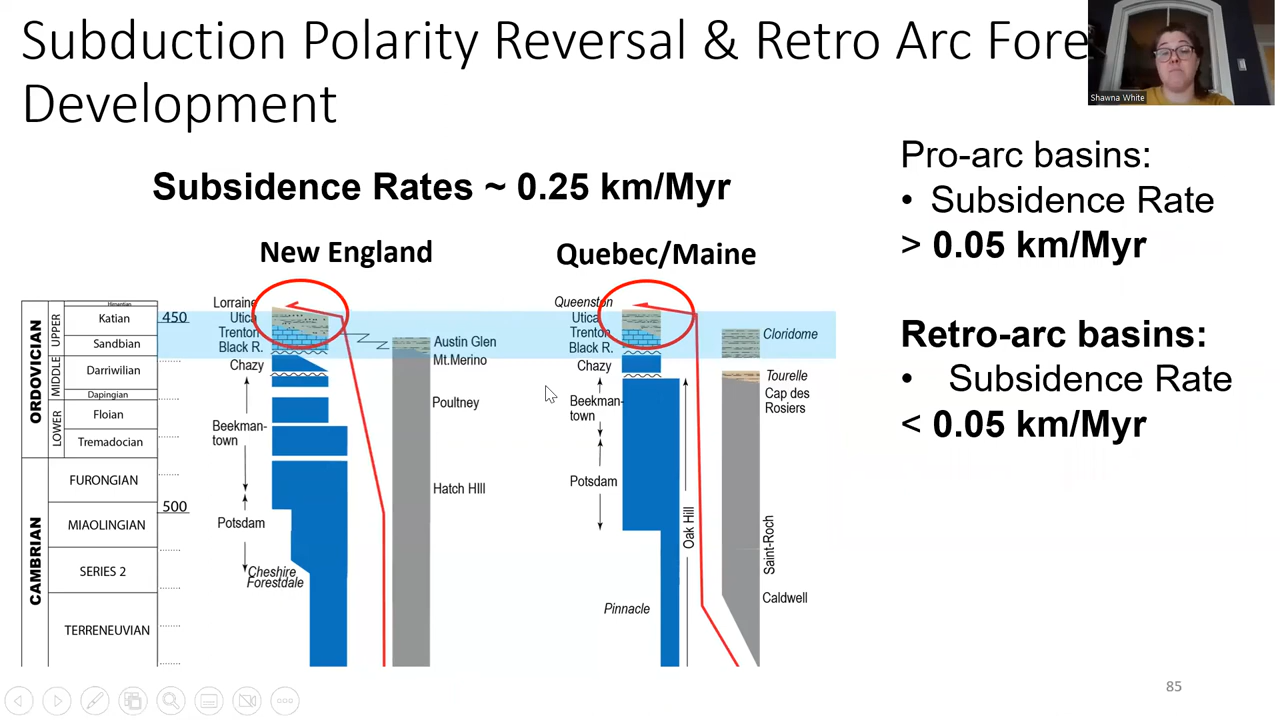 Subduction Polarity Reversal & Retro Arc Fore
Development
Shawna White
Subsidence Rates ~ 0.25 km/Myr
New England
Quebec/Maine
Pro-arc basins:
• Subsidence Rate
> 0.05 km/Myr
Retro-arc basins:
• Subsidence Rate
< 0.05 km/Myr
ORDOVICIAN
UPPER
MIDDLE
LOWER
Hirnantian
Katian
Sandbian
Darriwilian
Dapingian
Floian
Tremadocian
CAMBRIAN
FURONGIAN
MIAOLINGIAN
SERIES 2
TERRENEUVIAN
450
500
Lorraine
Utica
Trenton
Black R.
Chazy
Beekman-
town
Potsdam
Cheshire
Forestdale
Austin Glen
Mt.Merino
Poultney
Hatch HIll
Queenston
Utica
Trenton
Black R.
Chazy
Beekman-
town
Potsdam
Pinnacle
Oak Hill
Cloridome
Tourelle
Cap des
Rosiers
Saint-Roch
Caldwell
85